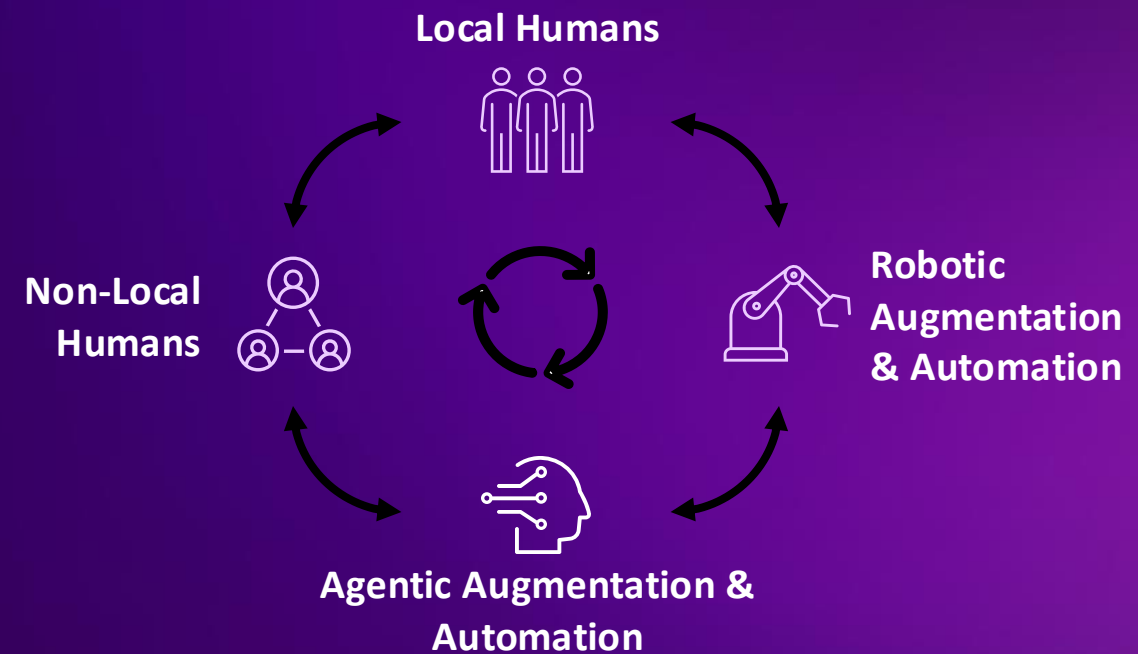 Local Humans
Non-Local
Humans
Robotic
Augmentation
& Automation
Agentic Augmentation &
Automation